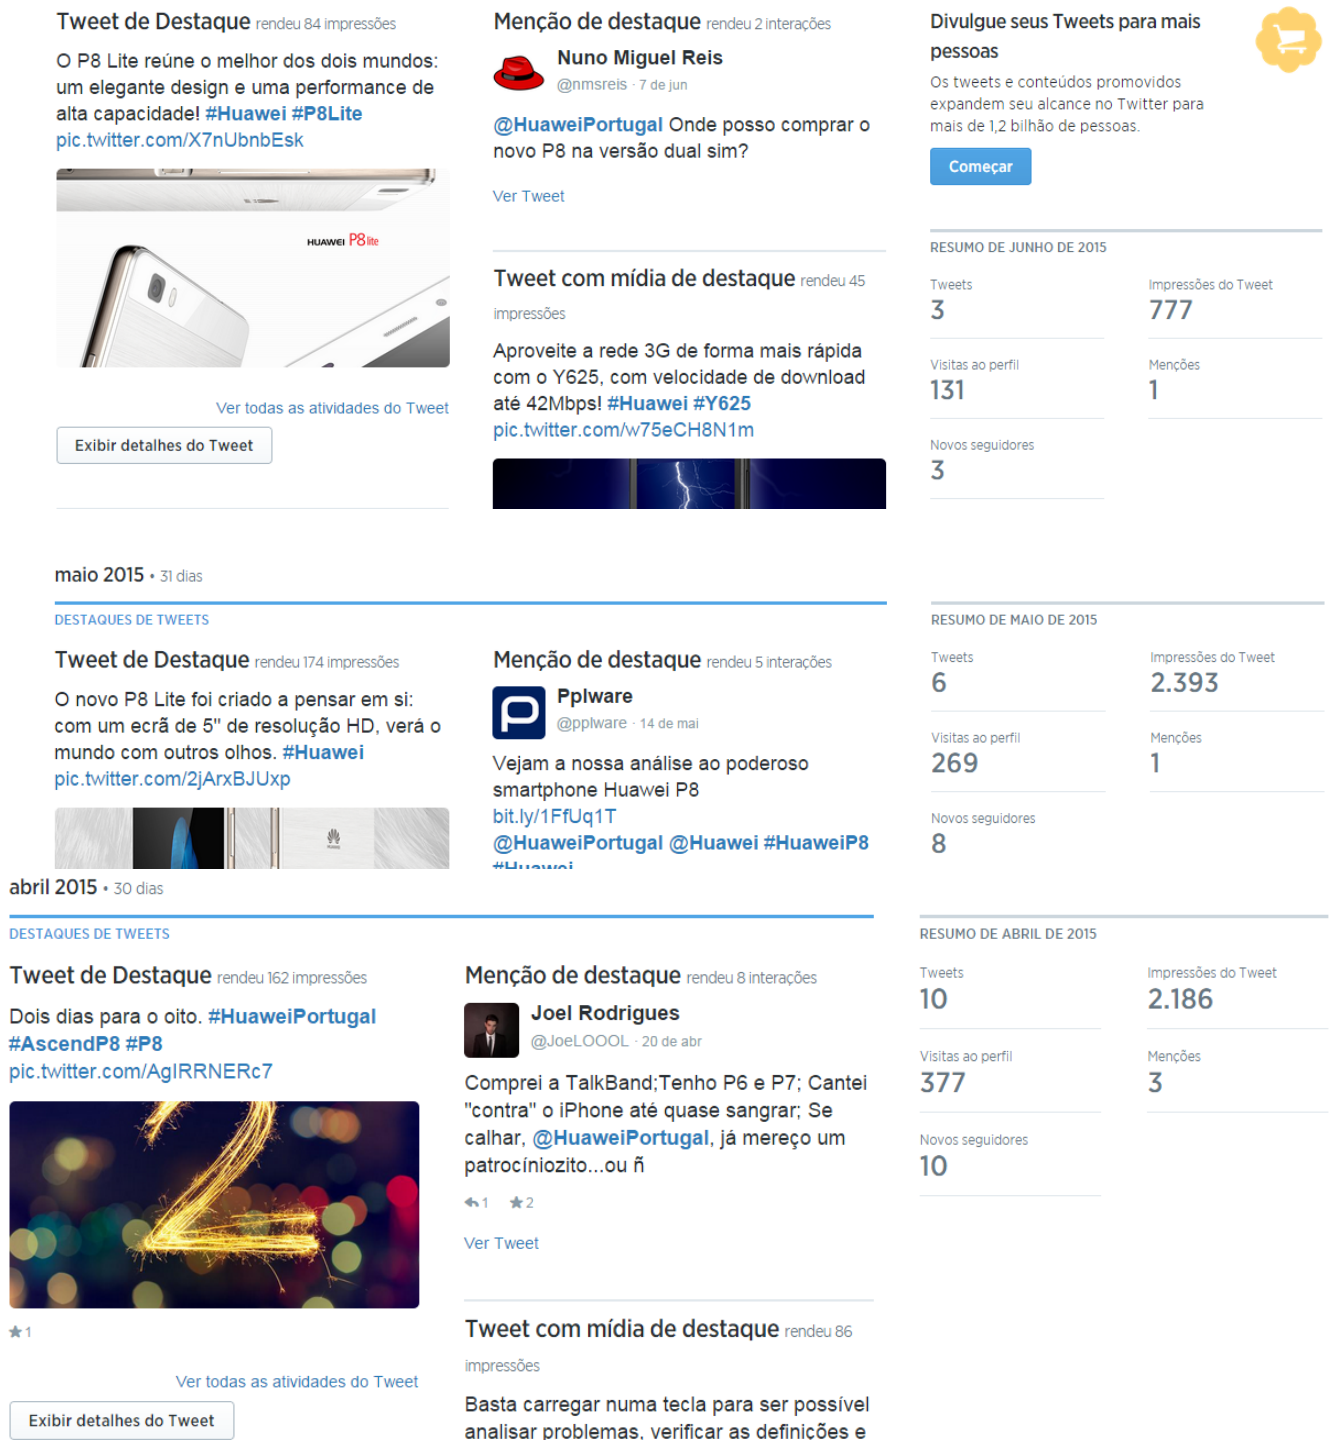 Tweet de Destaque rendeu 84 impressões
O P8 Lite reúne o melhor dos dois mundos:
um elegante design e uma performance de
alta capacidade! #Huawei #P8Lite
pic.twitter.com/X7nUbnbEsk
HUAWEI P8 lite
Ver todas as atividades do Tweet
Exibir detalhes do Tweet
Menção de destaque rendeu 2 interações
Nuno Miguel Reis
@nmsreis · 7 de jun
@HuaweiPortugal Onde posso comprar o
novo P8 na versão dual sim?
Ver Tweet
Tweet com mídia de destaque rendeu 45
impressões
Aproveite a rede 3G de forma mais rápida
com o Y625, com velocidade de download
até 42Mbps! #Huawei #Y625
pic.twitter.com/w75eCH8N1m
Divulgue seus Tweets para mais
pessoas
Os tweets e conteúdos promovidos
expandem seu alcance no Twitter para
mais de 1,2 bilhão de pessoas.
Começar
RESUMO DE JUNHO DE 2015
Tweets
3
Impressões do Tweet
777
Visitas ao perfil
131
Menções
1
Novos seguidores
3
maio 2015 • 31 dias
DESTAQUES DE TWEETS
Tweet de Destaque rendeu 174 impressões
O novo P8 Lite foi criado a pensar em si:
com um ecrã de 5" de resolução HD, verá o
mundo com outros olhos. #Huawei
pic.twitter.com/2jArxBJUxp
HUAWEI
Menção de destaque rendeu 5 interações
Pplware
@pplware · 14 de mai
Vejam a nossa análise ao poderoso
smartphone Huawei P8
bit.ly/1FfUq1T
@HuaweiPortugal @Huawei #HuaweiP8
#Huawei
RESUMO DE MAIO DE 2015
Tweets
6
Impressões do Tweet
2.393
Visitas ao perfil
269
Menções
1
Novos seguidores
8
abril 2015 • 30 dias
DESTAQUES DE TWEETS
Tweet de Destaque rendeu 162 impressões
Dois dias para o oito. #HuaweiPortugal
#AscendP8 #P8
pic.twitter.com/AgIRRNERc7
2
1
Ver todas as atividades do Tweet
Exibir detalhes do Tweet
Menção de destaque rendeu 8 interações
Joel Rodrigues
@JoeLOOOL · 20 de abr
Comprei a TalkBand;Tenho P6 e P7; Cantei
"contra" o iPhone até quase sangrar; Se
calhar, @HuaweiPortugal, já mereço um
patrocíniozito...ou ñ
1 2
Ver Tweet
Tweet com mídia de destaque rendeu 86
impressões
Basta carregar numa tecla para ser possível
analisar problemas, verificar as definições e
RESUMO DE ABRIL DE 2015
Tweets
10
Impressões do Tweet
2.186
Visitas ao perfil
377
Menções
3
Novos seguidores
10